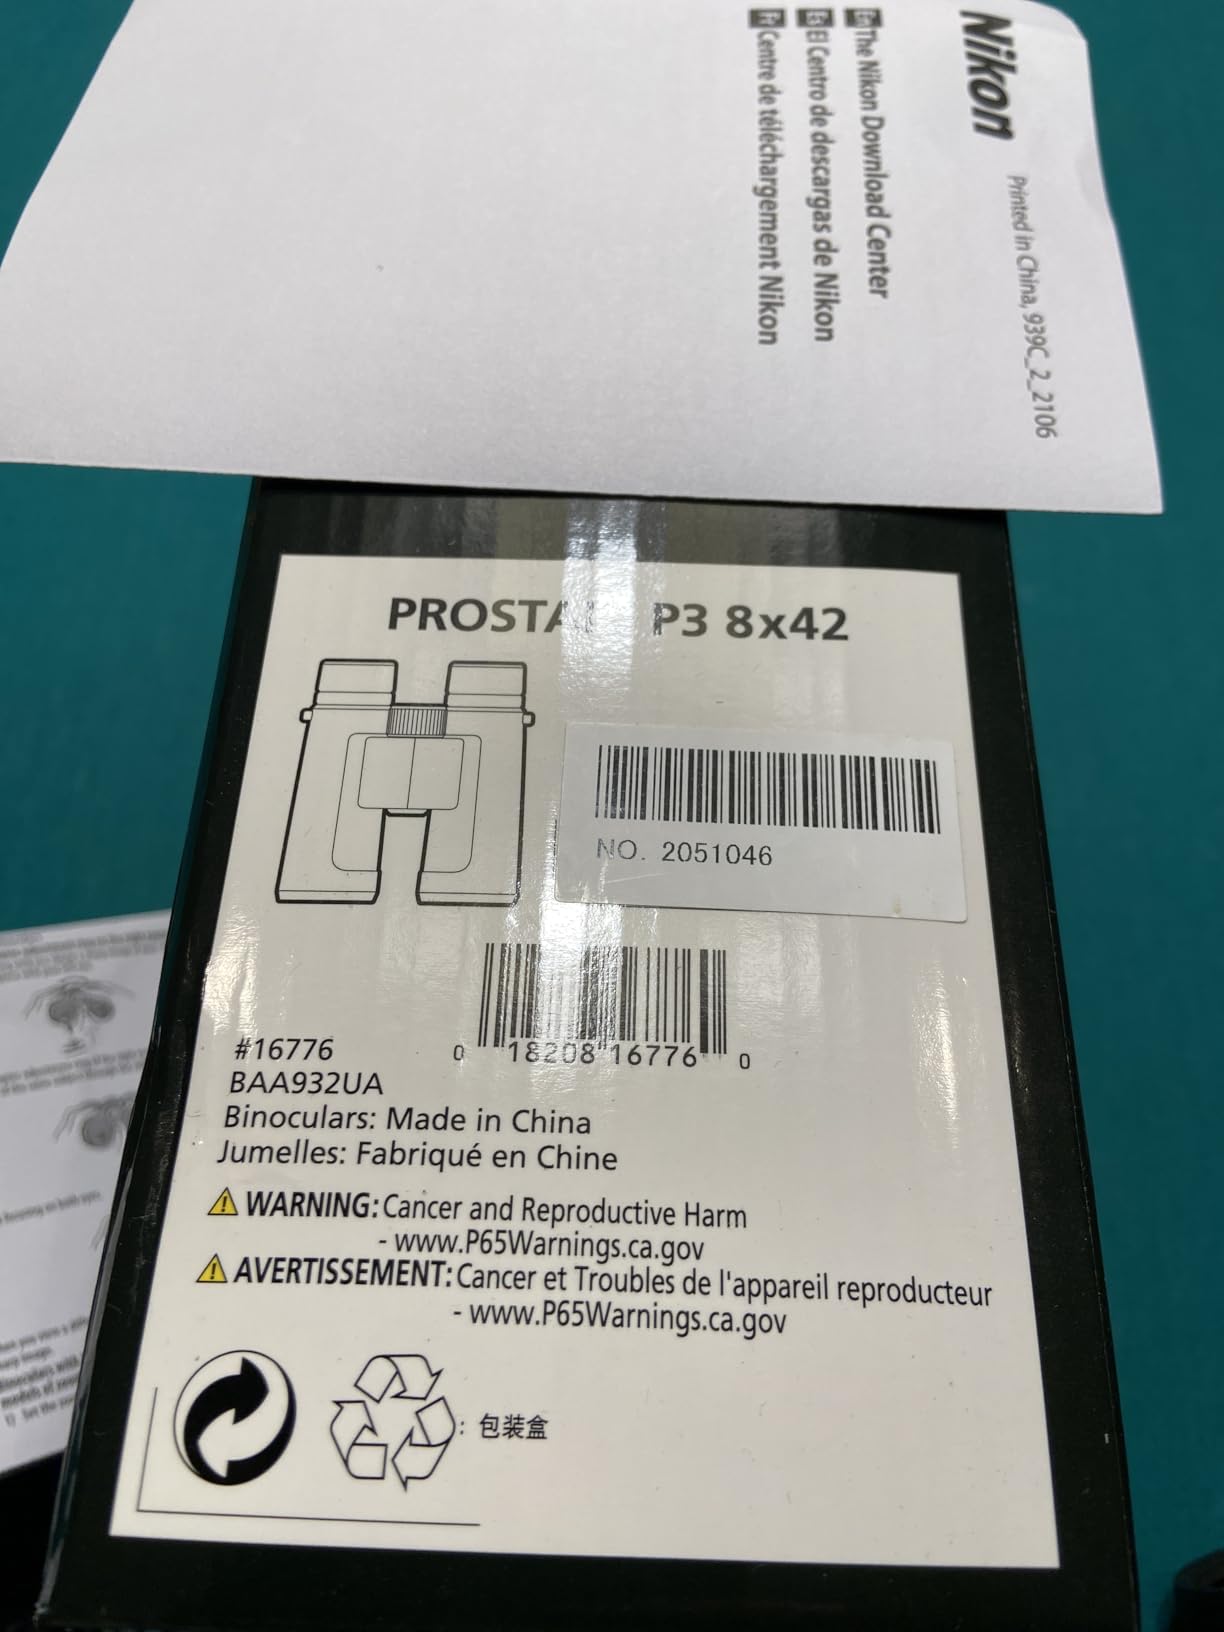 Nikon
Printed in China, 939C_2_2106
En The Nikon Download Center
Es El Centro de descargas de Nikon
Fr Centre de téléchargement Nikon
P3 8x42
NO. 2051046
0 18208 16776 0
#16776
BAA932UA
Binoculars: Made in China
Jumelles: Fabriqué en Chine
WARNING: Cancer and Reproductive Harm
- www.P65Warnings.ca.gov
AVERTISSEMENT: Cancer et Troubles de l'appareil reproducteur
- www.P65Warnings.ca.gov
: 包装盒